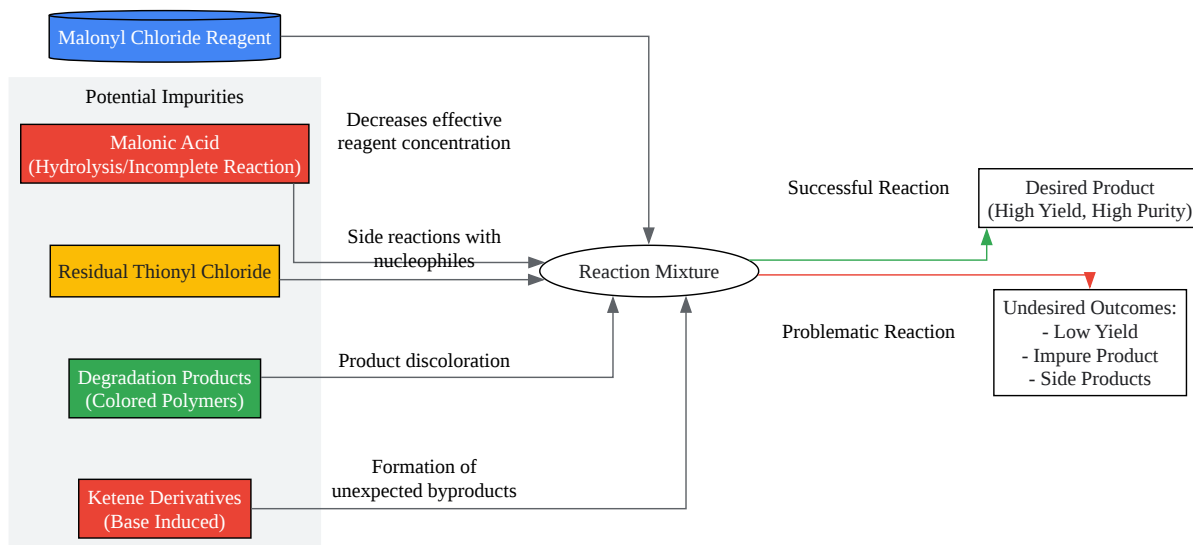 Malonyl Chloride Reagent
Potential Impurities
Malonic Acid
(Hydrolysis/Incomplete Reaction)
Residual Thionyl Chloride
Degradation Products
(Colored Polymers)
Ketene Derivatives
(Base Induced)
Decreases effective
reagent concentration
Side reactions with
nucleophiles
Product discoloration
Formation of
unexpected byproducts
Reaction Mixture
Successful Reaction
Problematic Reaction
Desired Product
(High Yield, High Purity)
Undesired Outcomes:
- Low Yield
- Impure Product
- Side Products